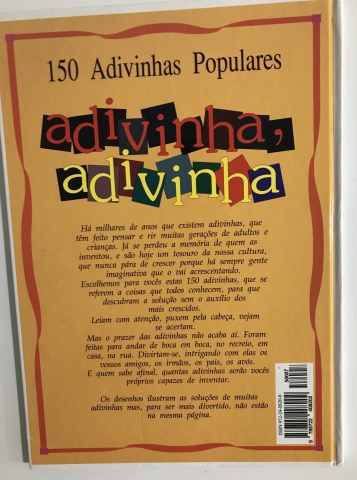 150 Adivinhas Populares
adivinha,
adivinha
Há milhares de anos que existem adivinhas, que
têm feito pensar e rir muitas gerações de adultos e
crianças. Já se perdeu a memória de quem as
inventou, e são hoje um tesouro da nossa cultura,
que nunca pára de crescer porque há sempre gente
imaginativa que o vai acrescentando.
Escolhemos para vocês estas 150 adivinhas, que se
referem a coisas que todos conhecem, para que
descubram a solução sem o auxílio dos
mais crescidos.
Leiam com atenção, puxem pela cabeça, vejam
se acertam.
Mas o prazer das adivinhas não acaba aí. Foram
feitas para andar de boca em boca, no recreio, em
casa, na rua. Divirtam-se, intrigando com elas os
vossos amigos, os irmãos, os pais, os avós.
E quem sabe afinal, quantas adivinhas serão vocês
próprios capazes de inventar.
Os desenhos ilustram as soluções de muitas
adivinhas mas, para ser mais divertido, não estão
na mesma página.